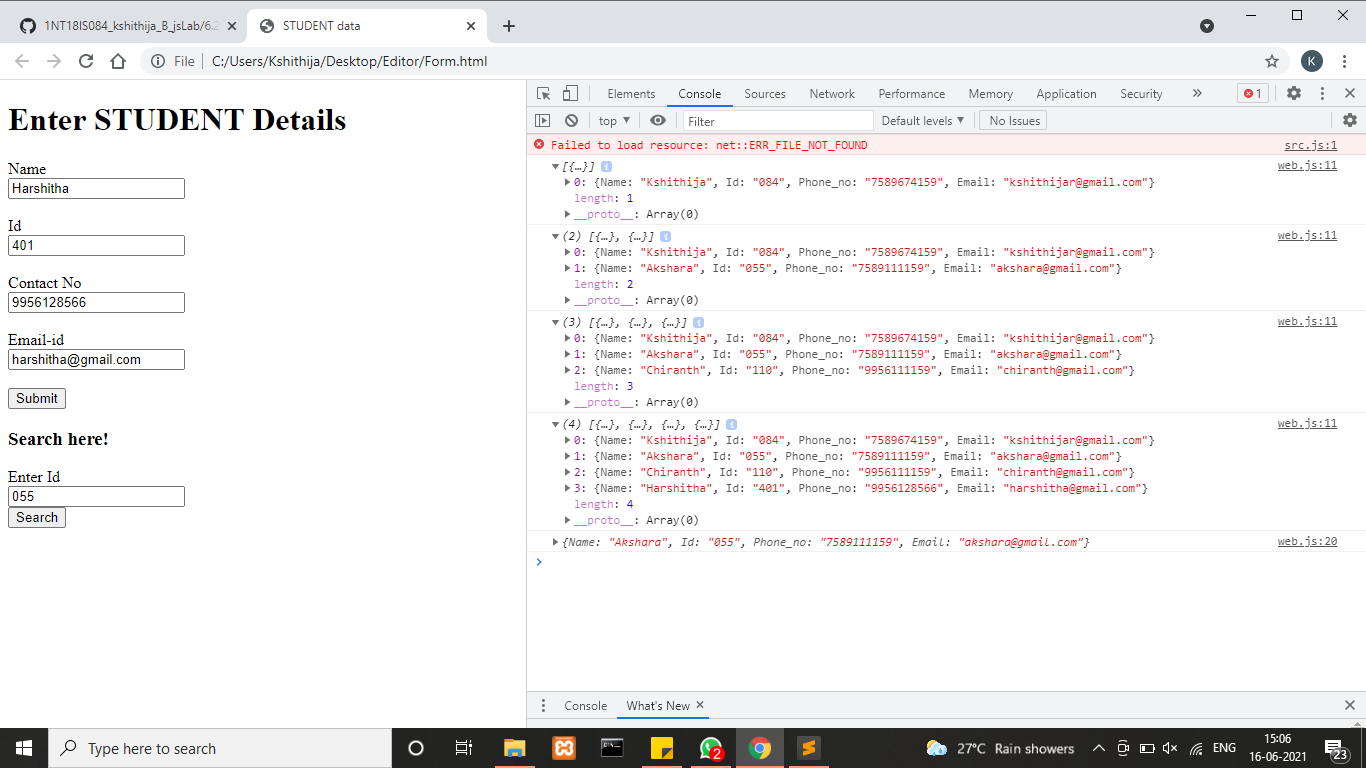 1NT18IS084_kshithija_B_jsLab/6.2
STUDENT data
File
C:/Users/Kshithija/Desktop/Editor/Form.html
K
Enter STUDENT Details
Name
Harshitha
Id
401
Contact No
9956128566
Email-id
harshitha@gmail.com
Submit
Search here!
Enter Id
055
Search
Elements Console Sources Network Performance Memory Application Security » 1
top ▼ Filter Default levels ▼ No Issues
Failed to load resource: net::ERR_FILE_NOT_FOUND src.js:1
▼[{…}] i web.js:11
▶0: {Name: "Kshithija", Id: "084", Phone_no: "7589674159", Email: "kshithijar@gmail.com"}
length: 1
▶__proto__: Array(0)
▼(2) [{…}, {…}] i web.js:11
▶0: {Name: "Kshithija", Id: "084", Phone_no: "7589674159", Email: "kshithijar@gmail.com"}
▶1: {Name: "Akshara", Id: "055", Phone_no: "7589111159", Email: "akshara@gmail.com"}
length: 2
▶__proto__: Array(0)
▼(3) [{…}, {…}, {…}] i web.js:11
▶0: {Name: "Kshithija", Id: "084", Phone_no: "7589674159", Email: "kshithijar@gmail.com"}
▶1: {Name: "Akshara", Id: "055", Phone_no: "7589111159", Email: "akshara@gmail.com"}
▶2: {Name: "Chiranth", Id: "110", Phone_no: "9956111159", Email: "chiranth@gmail.com"}
length: 3
▶__proto__: Array(0)
▼(4) [{…}, {…}, {…}, {…}] i web.js:11
▶0: {Name: "Kshithija", Id: "084", Phone_no: "7589674159", Email: "kshithijar@gmail.com"}
▶1: {Name: "Akshara", Id: "055", Phone_no: "7589111159", Email: "akshara@gmail.com"}
▶2: {Name: "Chiranth", Id: "110", Phone_no: "9956111159", Email: "chiranth@gmail.com"}
▶3: {Name: "Harshitha", Id: "401", Phone_no: "9956128566", Email: "harshitha@gmail.com"}
length: 4
▶__proto__: Array(0)
▶{Name: "Akshara", Id: "055", Phone_no: "7589111159", Email: "akshara@gmail.com"} web.js:20
Console What's New
Type here to search
2
27°C Rain showers
ENG
15:06
16-06-2021
23